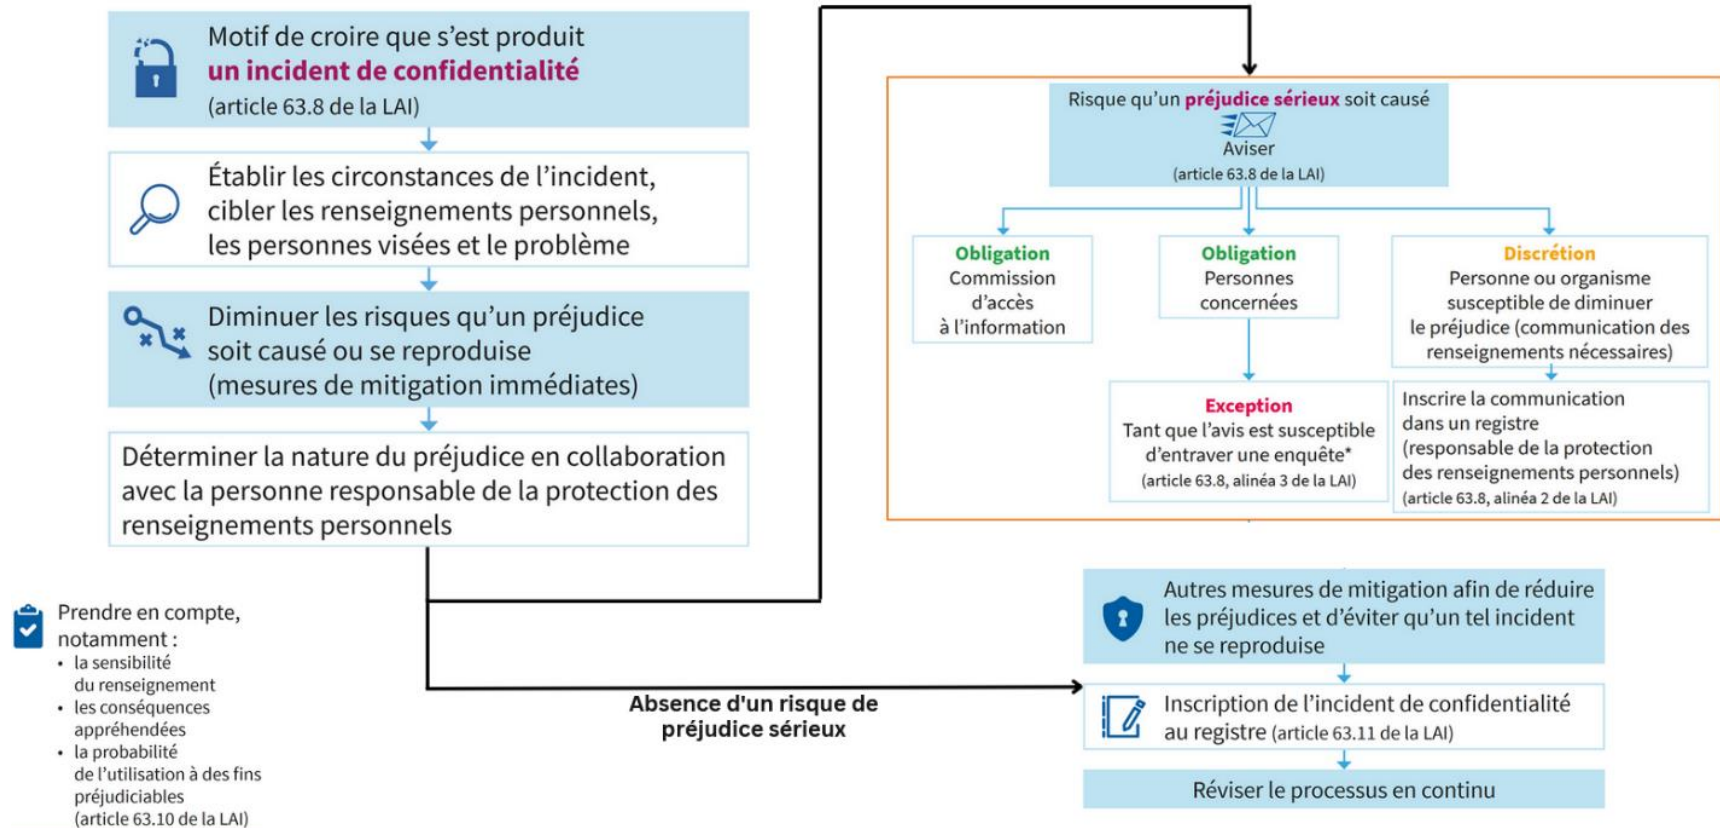 Motif de croire que s’est produit
un incident de confidentialité
(article 63.8 de la LAI)
Établir les circonstances de l’incident,
cibler les renseignements personnels,
les personnes visées et le problème
Diminuer les risques qu’un préjudice
soit causé ou se reproduise
(mesures de mitigation immédiates)
Déterminer la nature du préjudice en collaboration
avec la personne responsable de la protection des
renseignements personnels
Prendre en compte,
notamment :
• la sensibilité
du renseignement
• les conséquences
appréhendées
• la probabilité
de l’utilisation à des fins
préjudiciables
(article 63.10 de la LAI)
Absence d'un risque de
préjudice sérieux
Risque qu’un préjudice sérieux soit causé
Aviser
(article 63.8 de la LAI)
Obligation
Commission
d’accès
à l’information
Obligation
Personnes
concernées
Exception
Tant que l’avis est susceptible
d’entraver une enquête*
(article 63.8, alinéa 3 de la LAI)
Discrétion
Personne ou organisme
susceptible de diminuer
le préjudice (communication des
renseignements nécessaires)
Inscrire la communication
dans un registre
(responsable de la protection
des renseignements personnels)
(article 63.8, alinéa 2 de la LAI)
Autres mesures de mitigation afin de réduire
les préjudices et d’éviter qu’un tel incident
ne se reproduise
Inscription de l’incident de confidentialité
au registre (article 63.11 de la LAI)
Réviser le processus en continu